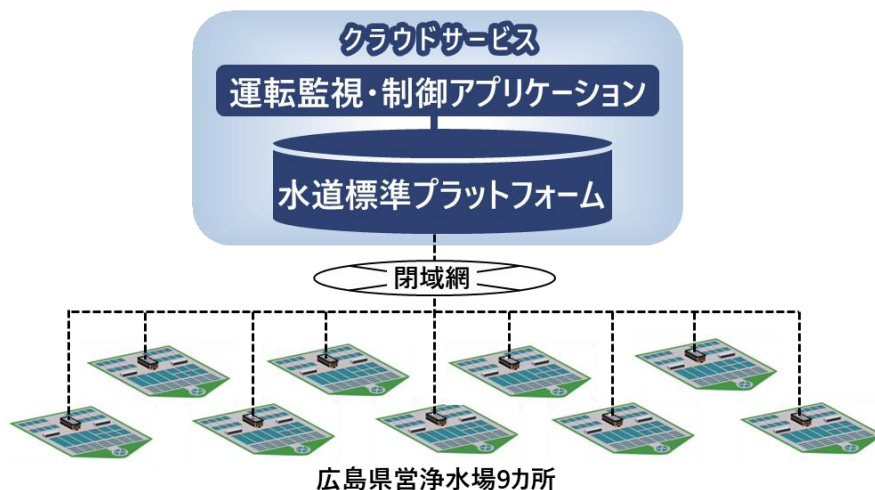 クラウドサービス
運転監視・制御アプリケーション
水道標準プラットフォーム
閉域網
広島県営浄水場9カ所